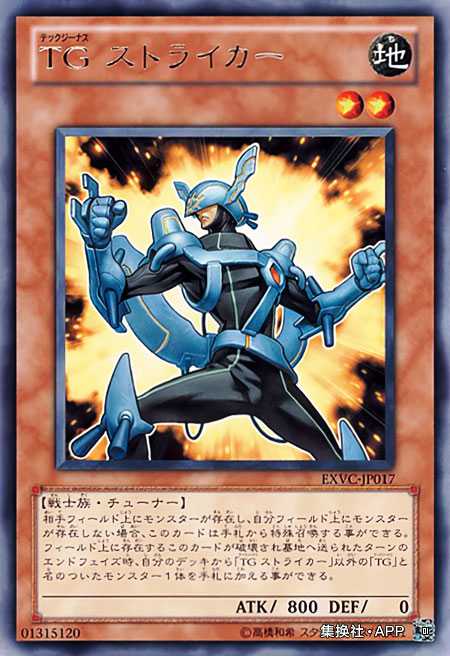 テックジーナス
TG ストライカー
地
EXVC-JP017
【戦士族・チューナー】
相手フィールド上にモンスターが存在し、自分フィールド上にモンスターが存在しない場合、このカードは手札から特殊召喚する事ができる。
フィールド上に存在するこのカードが破壊され墓地へ送られたターンのエンドフェイズ時、自分のデッキから「TG ストライカー」以外の「TG」と名のついたモンスター1体を手札に加える事ができる。
ATK/ 800 DEF/ 0
01315120
©高橋和希 スタ
集換社・APP